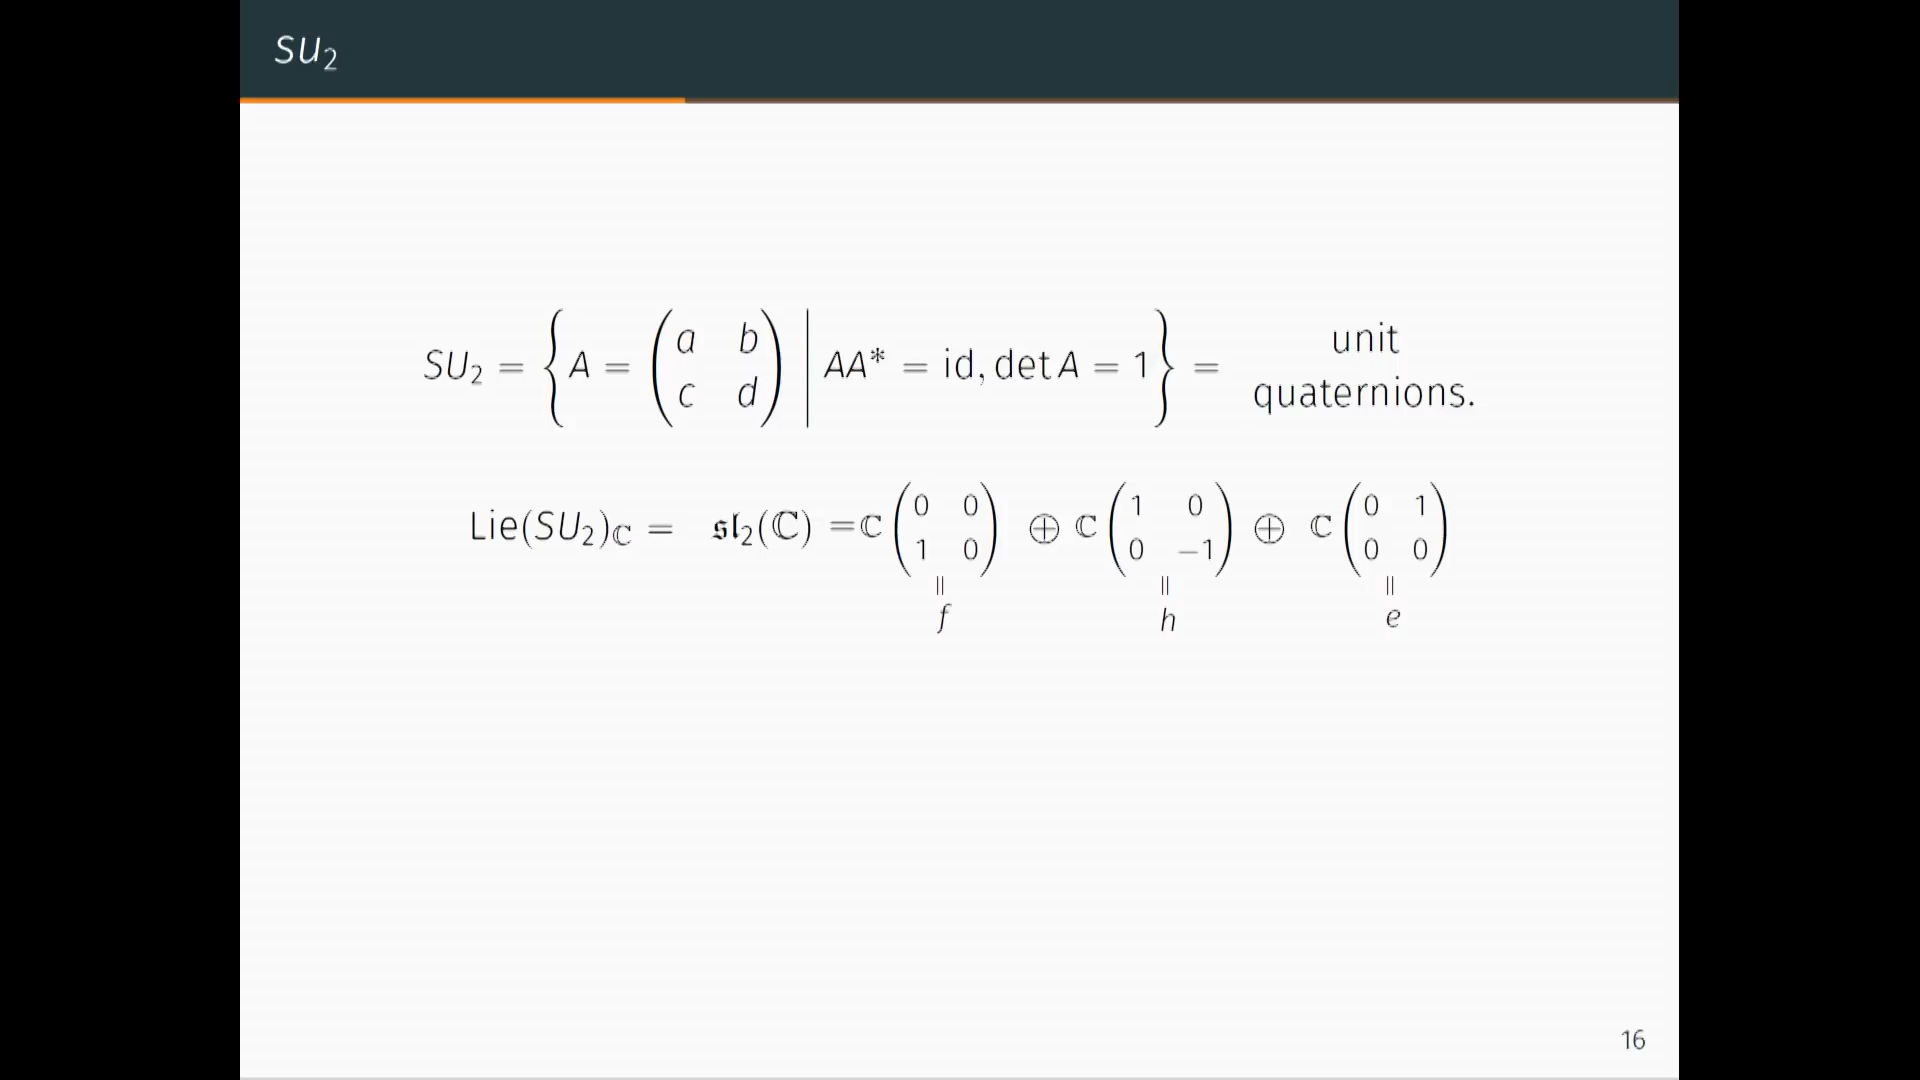 SU₂
SU₂ = { A = ( a b ; c d ) | AA* = id, det A = 1 } = unit quaternions.
Lie(SU₂)_ℂ = 𝔰𝔩₂(ℂ) = ℂ ( 0 0 ; 1 0 ) ⊕ ℂ ( 1 0 ; 0 −1 ) ⊕ ℂ ( 0 1 ; 0 0 )
= = =
f h e
16